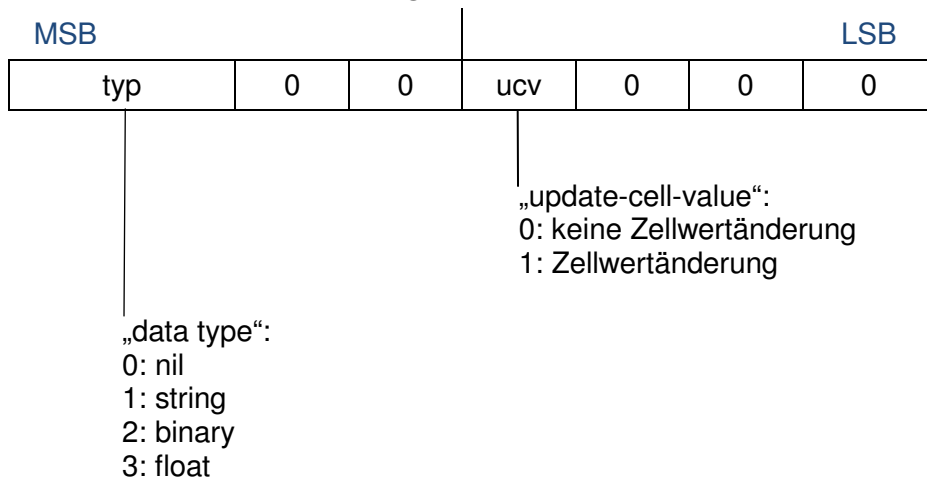 MSB LSB
typ 0 0 ucv 0 0 0
„update-cell-value“:
0: keine Zellwertänderung
1: Zellwertänderung
„data type“:
0: nil
1: string
2: binary
3: float